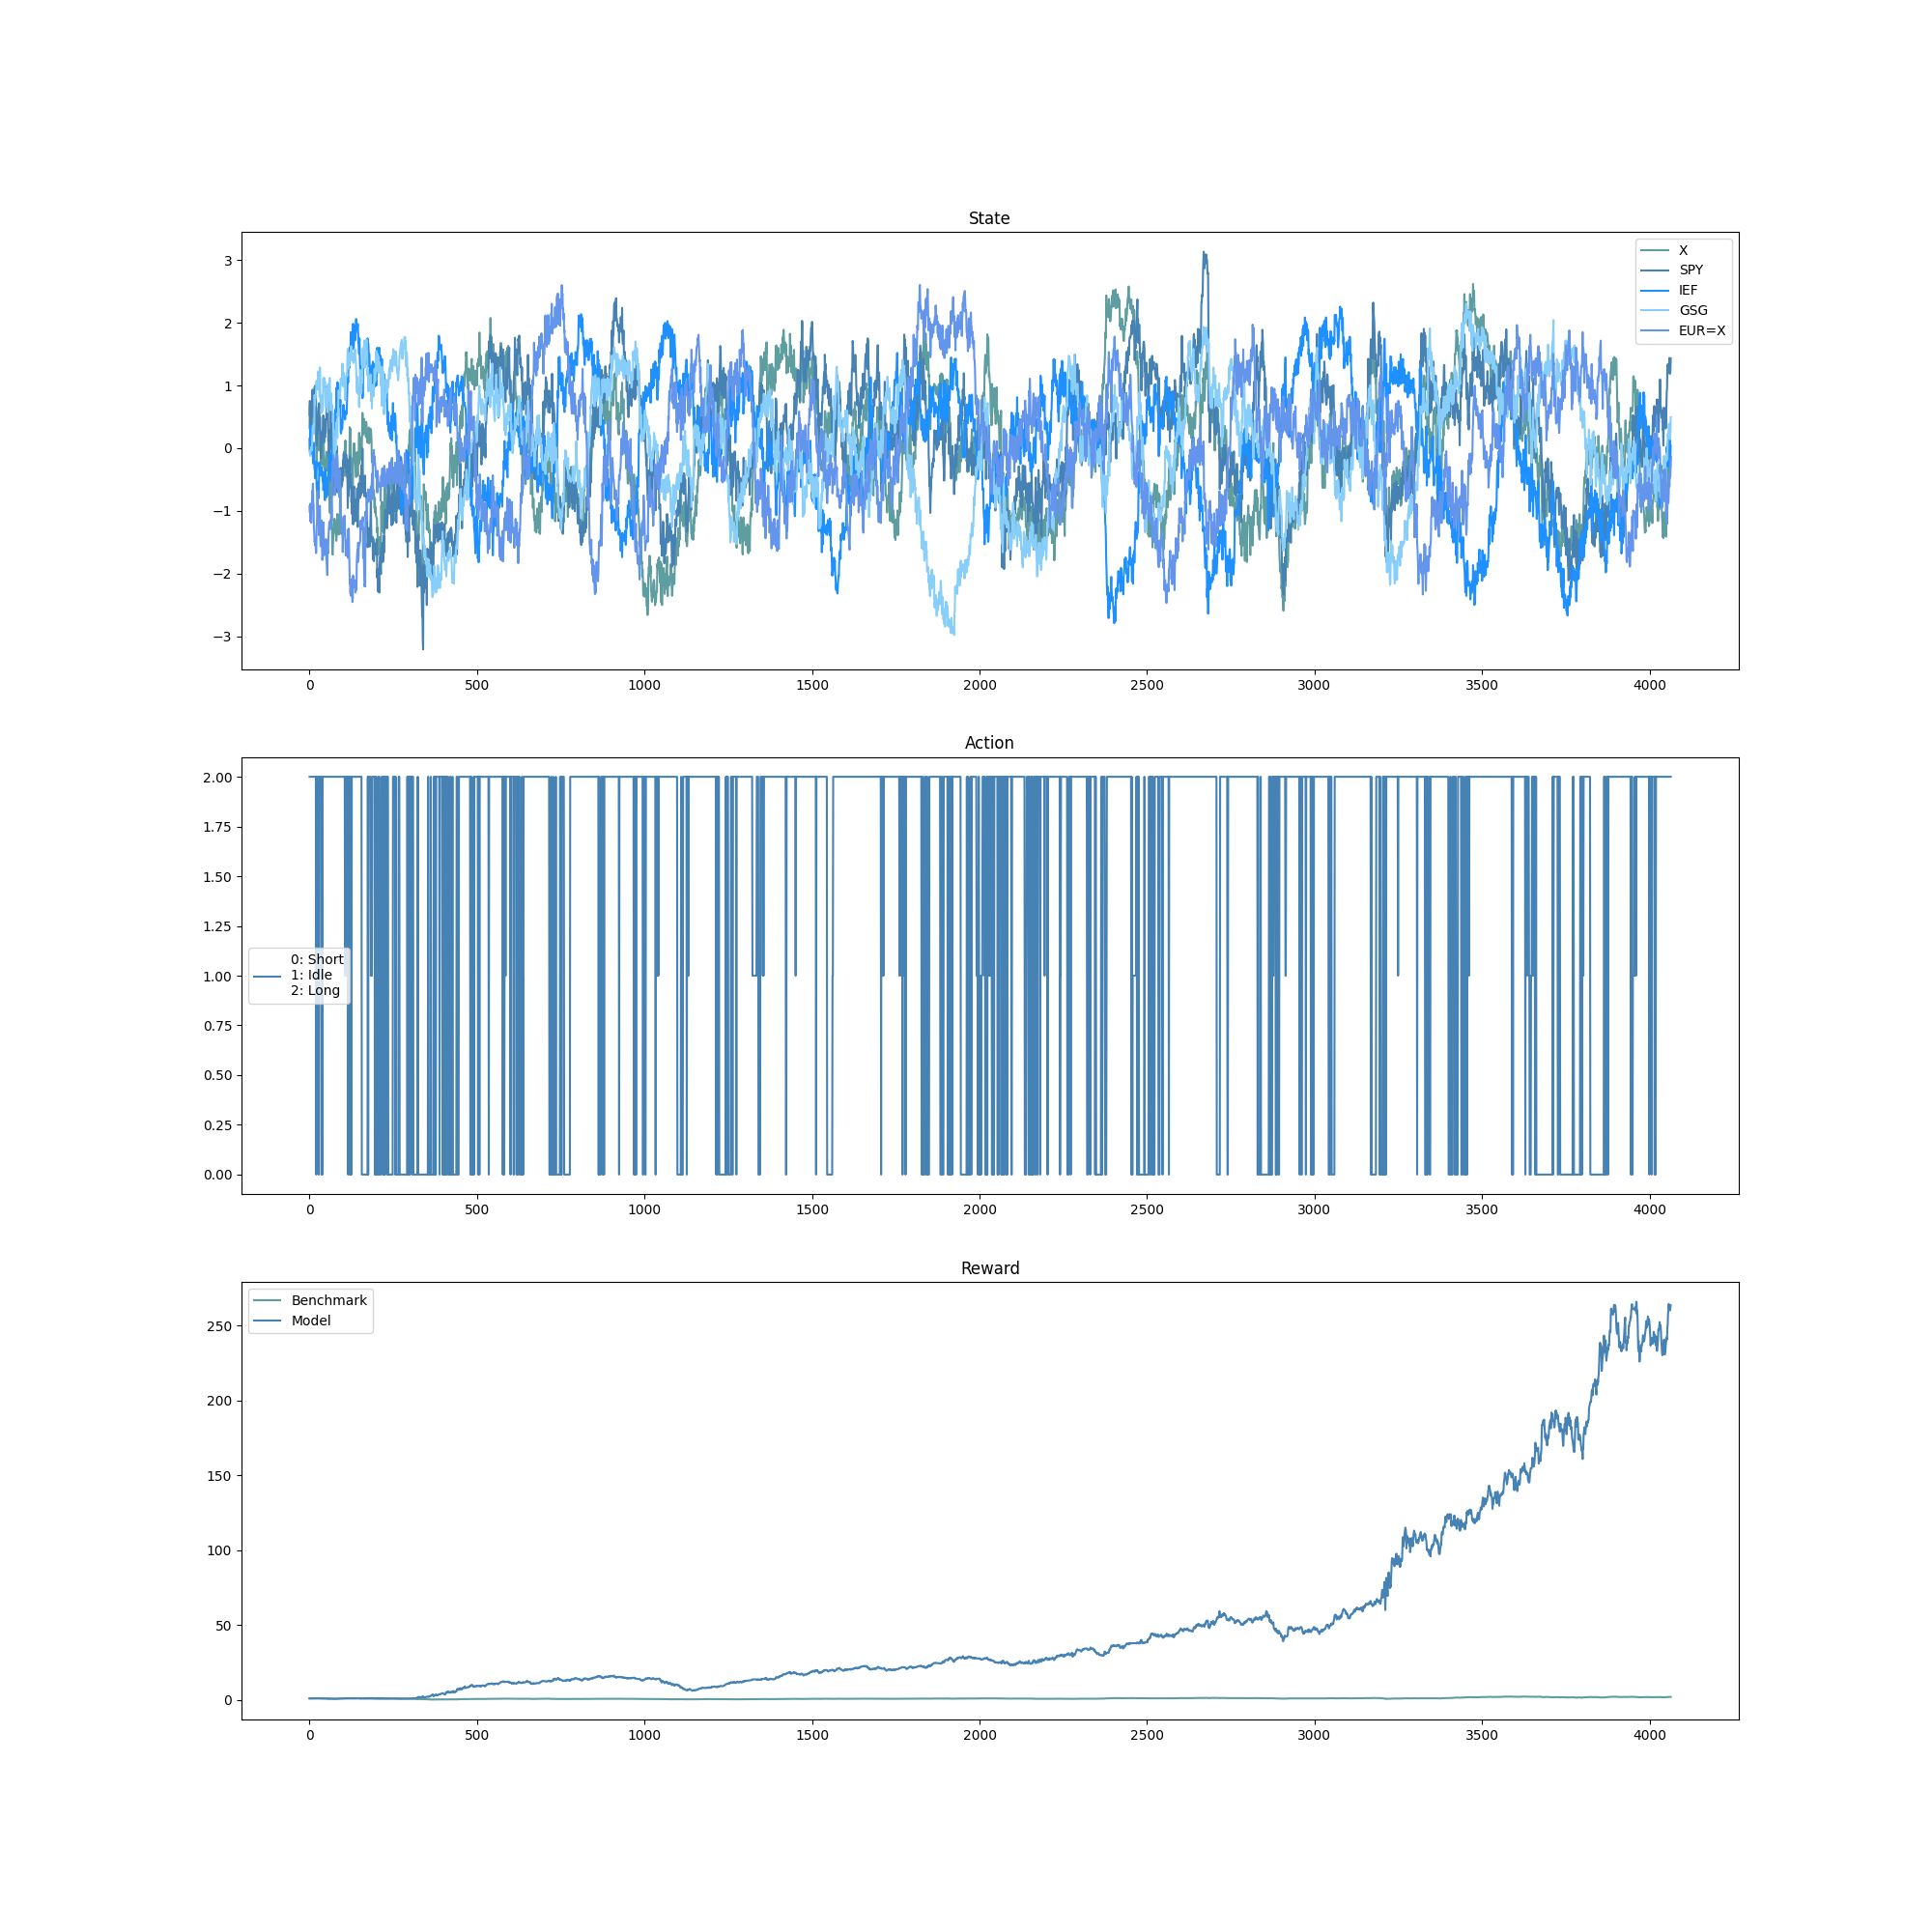 State
3
2
1
0
−1
−2
−3
X
SPY
IEF
GSG
EUR=X
0 500 1000 1500 2000 2500 3000 3500 4000
Action
2.00
1.75
1.50
1.25
1.00
0.75
0.50
0.25
0.00
0: Short
1: Idle
2: Long
0 500 1000 1500 2000 2500 3000 3500 4000
Reward
Benchmark
Model
250
200
150
100
50
0
0 500 1000 1500 2000 2500 3000 3500 4000